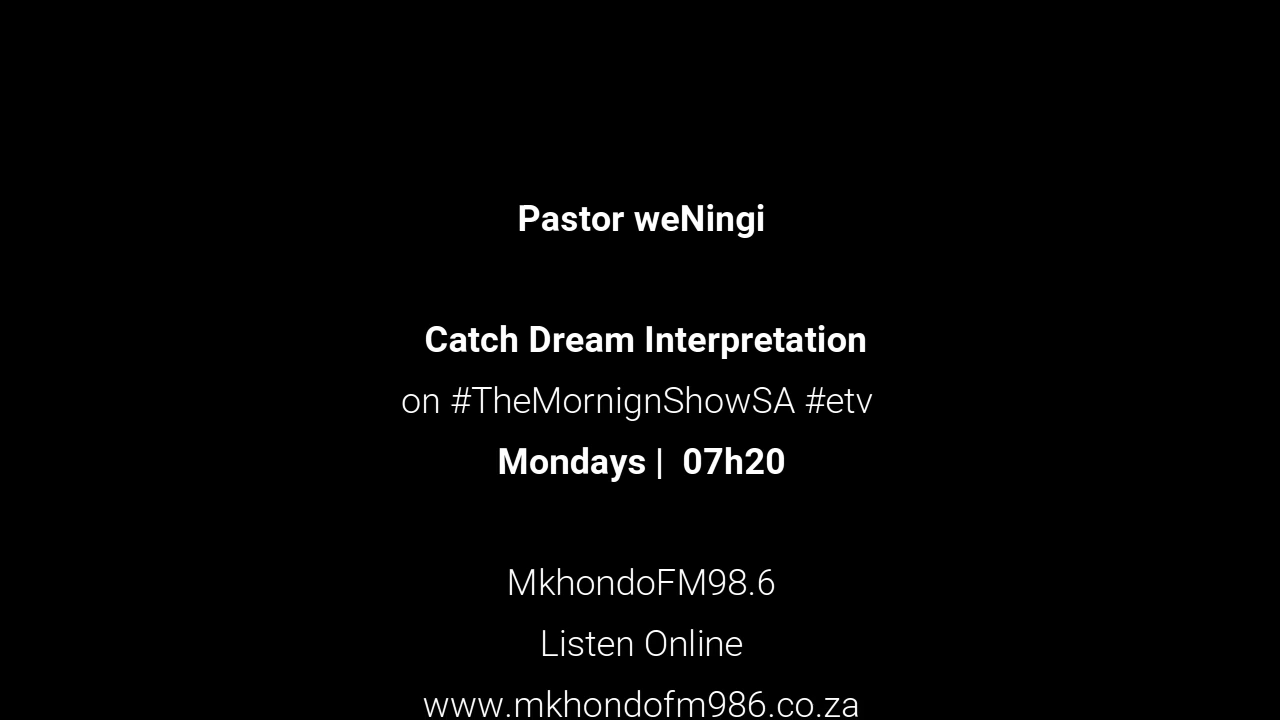 Pastor weNingi
Catch Dream Interpretation
on #TheMornignShowSA #etv
Mondays |  07h20
MkhondoFM98.6
Listen Online
www.mkhondofm986.co.za